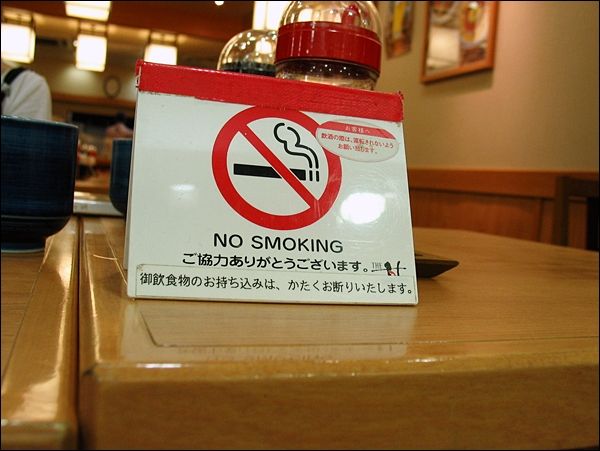 お客様へ
飲酒の際は、運転されないよう
お願い致します。
NO SMOKING
ご協力ありがとうございます。
御飲食物のお持ち込みは、かたくお断りいたします。